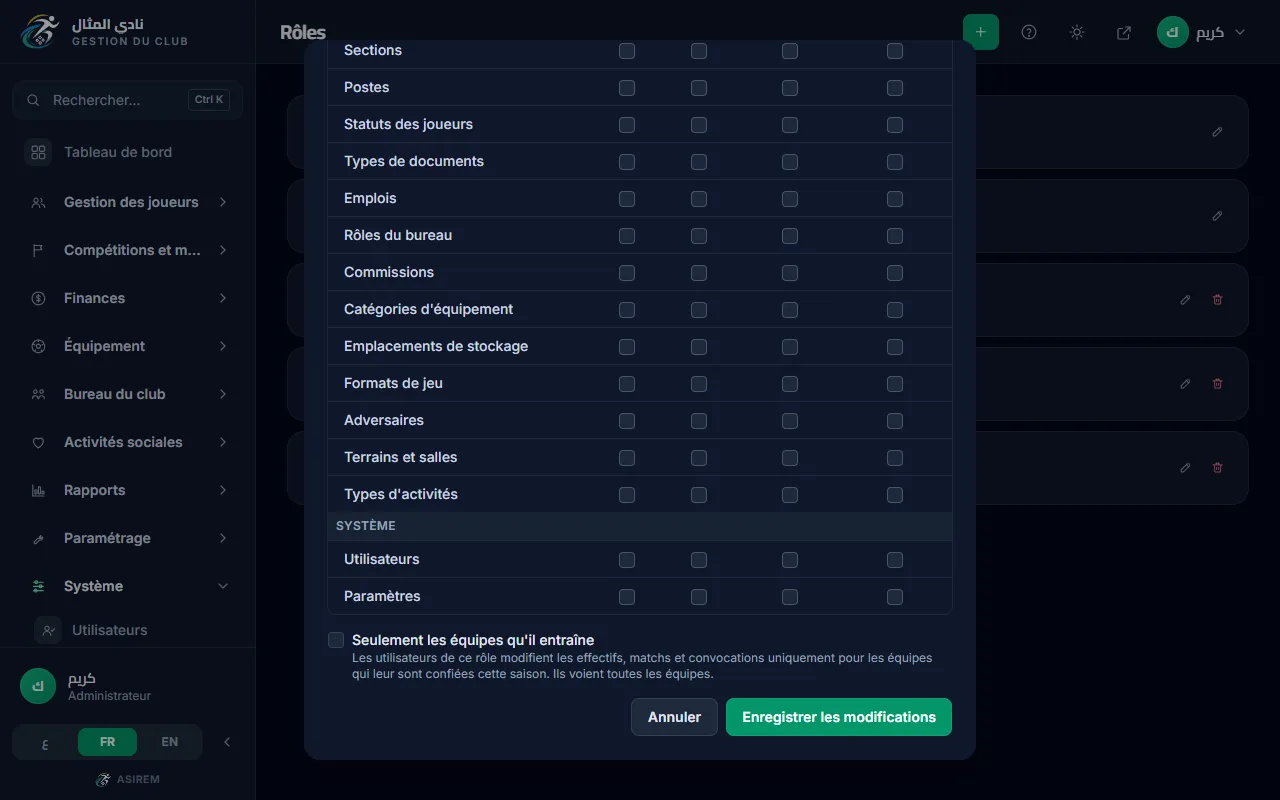 نادي المثال
GESTION DU CLUB
Rechercher...
Ctrl K
Tableau de bord
Gestion des joueurs
Compétitions et m...
Finances
Équipement
Bureau du club
Activités sociales
Rapports
Paramétrage
Système
Utilisateurs
ك
كريم
Administrateur
ع
FR
EN
ASIREM
Rôles
ك
كريم
Sections
Postes
Statuts des joueurs
Types de documents
Emplois
Rôles du bureau
Commissions
Catégories d'équipement
Emplacements de stockage
Formats de jeu
Adversaires
Terrains et salles
Types d'activités
SYSTÈME
Utilisateurs
Paramètres
Seulement les équipes qu'il entraîne
Les utilisateurs de ce rôle modifient les effectifs, matchs et convocations uniquement pour les équipes
qui leur sont confiées cette saison. Ils voient toutes les équipes.
Annuler
Enregistrer les modifications